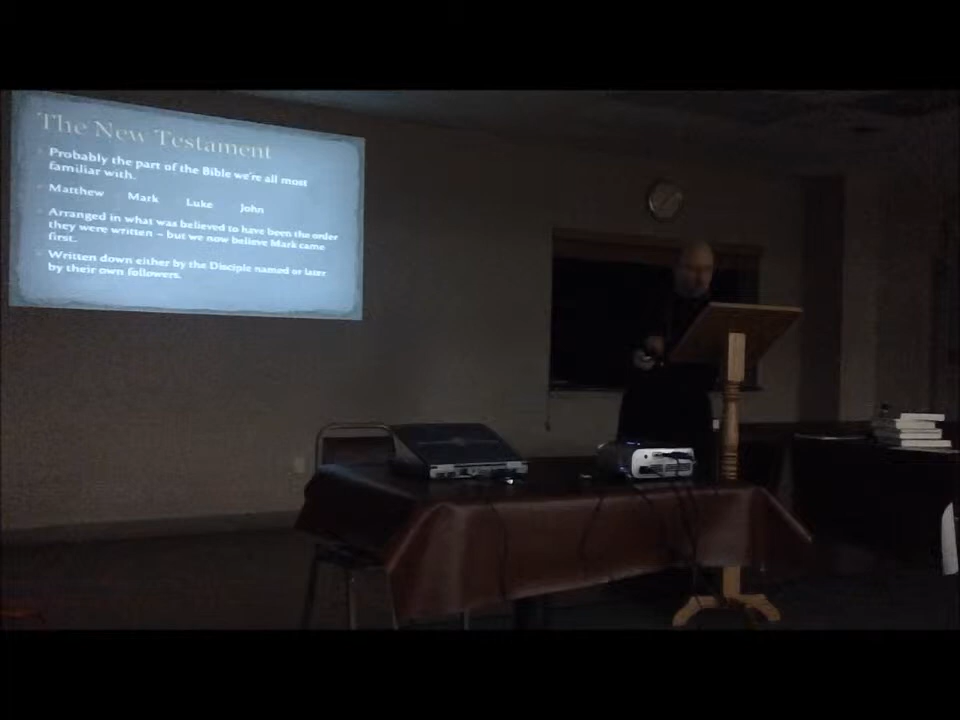 The New Testament
Probably the part of the Bible we're all most
familiar with.
Matthew Mark Luke John
Arranged in what was believed to have been the order
they were written – but we now believe Mark came
first.
Written down either by the Disciple named or later
by their own followers.